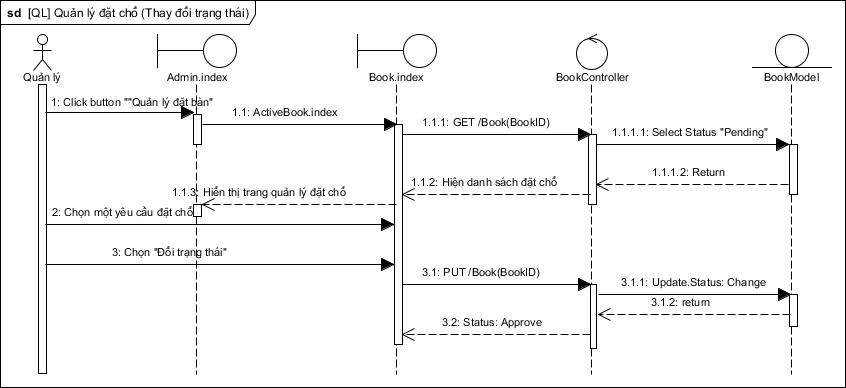 sd [QL] Quản lý đặt chỗ (Thay đổi trạng thái)
Quản lý
Admin.index
Book.index
BookController
BookModel
1: Click button ""Quản lý đặt bàn"
1.1: ActiveBook.index
1.1.1: GET /Book(BookID)
1.1.1.1: Select Status "Pending"
1.1.1.2: Return
1.1.2: Hiện danh sách đặt chỗ
1.1.3: Hiển thị trang quản lý đặt chỗ
2: Chọn một yêu cầu đặt chỗ
3: Chọn "Đổi trạng thái"
3.1: PUT /Book(BookID)
3.1.1: Update.Status: Change
3.1.2: return
3.2: Status: Approve